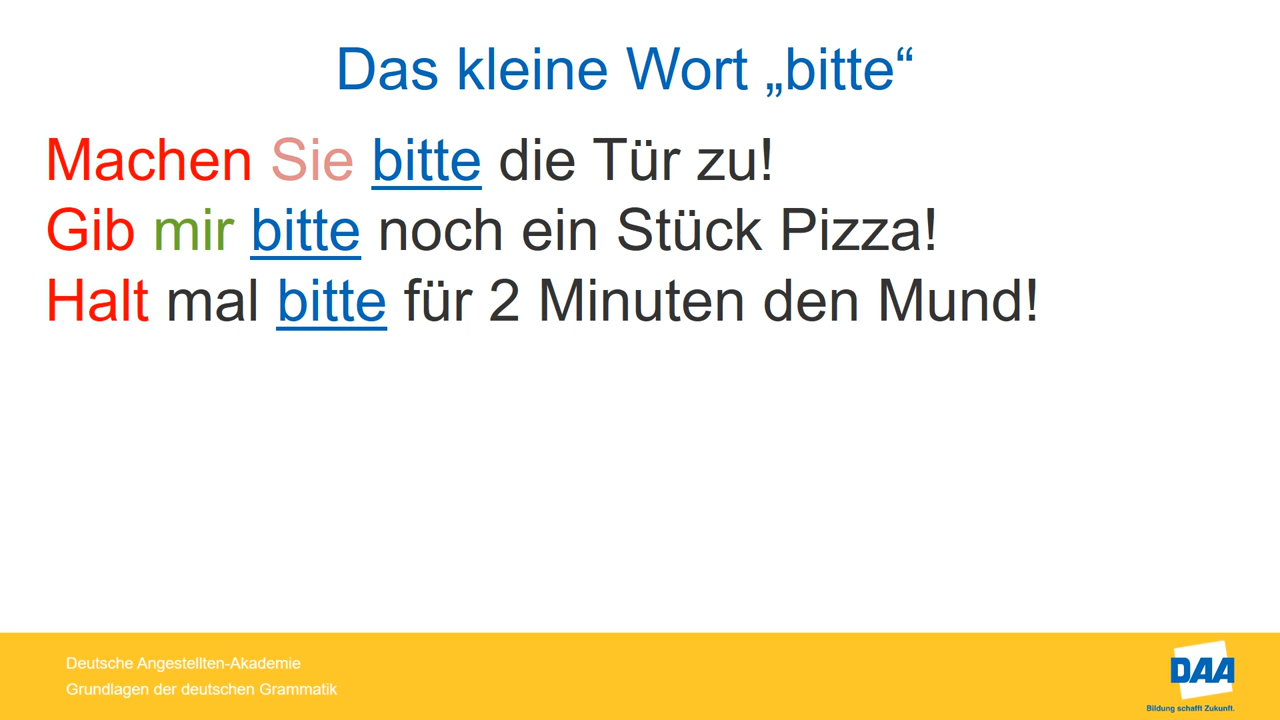 Das kleine Wort „bitte“
Machen Sie bitte die Tür zu!
Gib mir bitte noch ein Stück Pizza!
Halt mal bitte für 2 Minuten den Mund!
Deutsche Angestellten-Akademie
Grundlagen der deutschen Grammatik
DAA
Bildung schafft Zukunft.